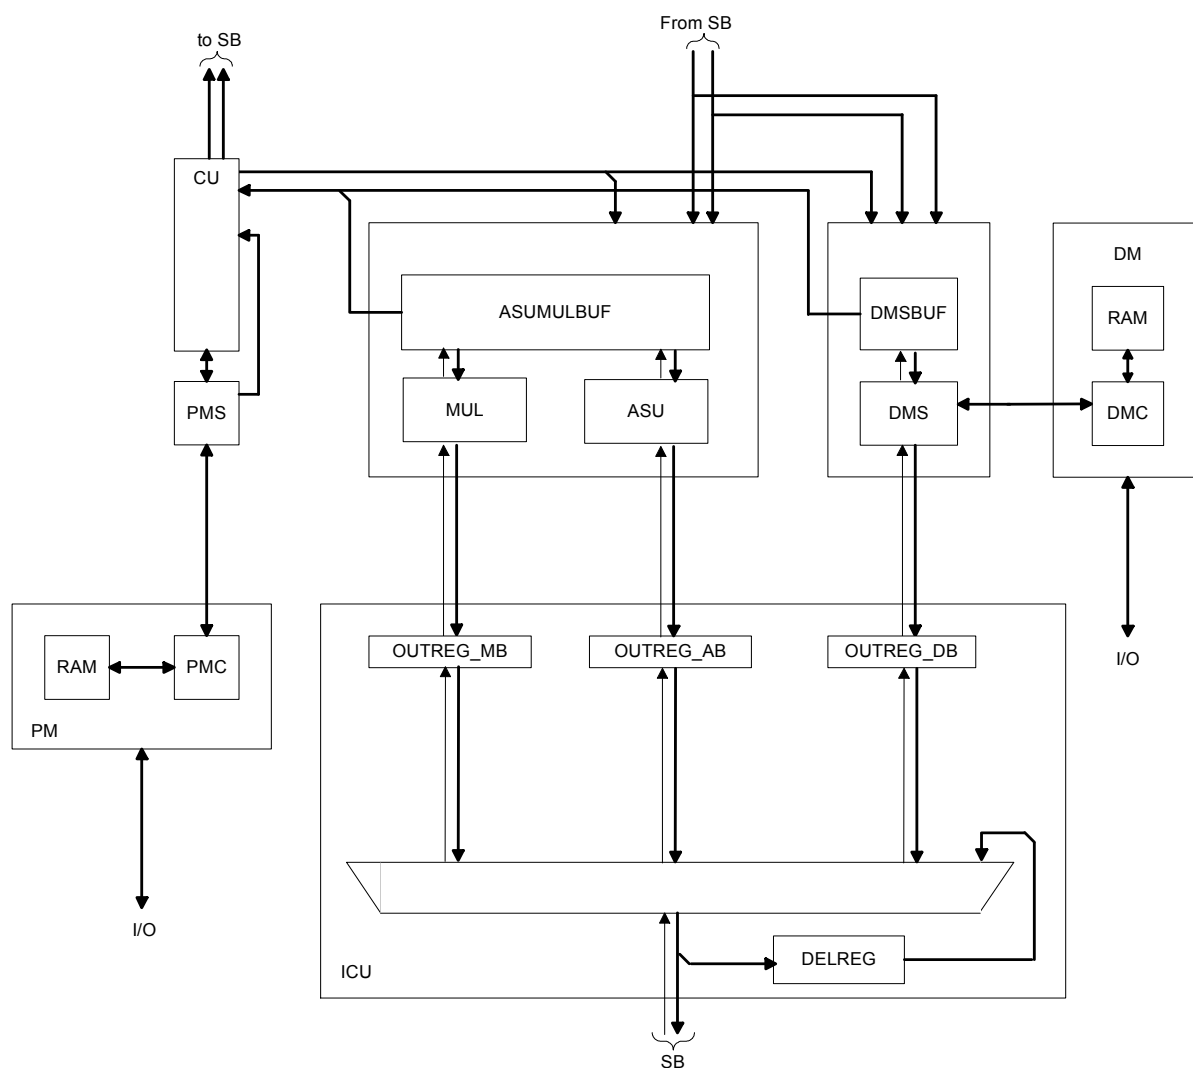 From SB
to SB
CU
DM
ASUMULBUF
DMSBUF
RAM
PMS
MUL
ASU
DMS
DMC
OUTREG_MB
OUTREG_AB
OUTREG_DB
I/O
RAM
PMC
PM
I/O
DELREG
ICU
SB